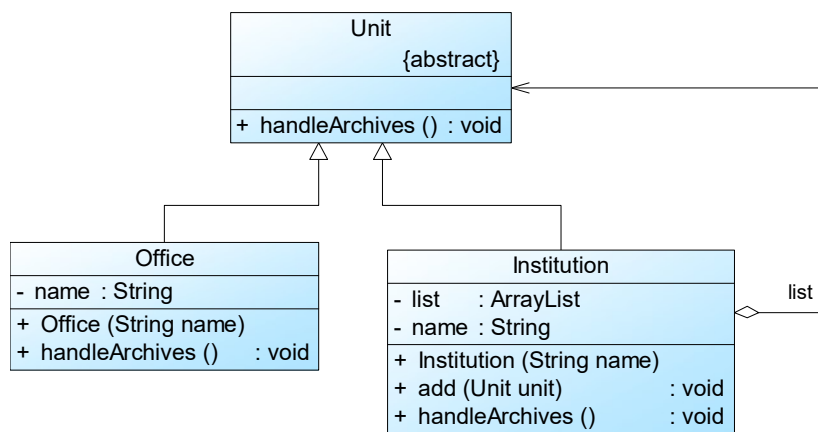 Unit
{abstract}
+ handleArchives () : void
Office
- name : String
+ Office (String name)
+ handleArchives () : void
Institution
- list : ArrayList
- name : String
+ Institution (String name)
+ add (Unit unit) : void
+ handleArchives () : void
list